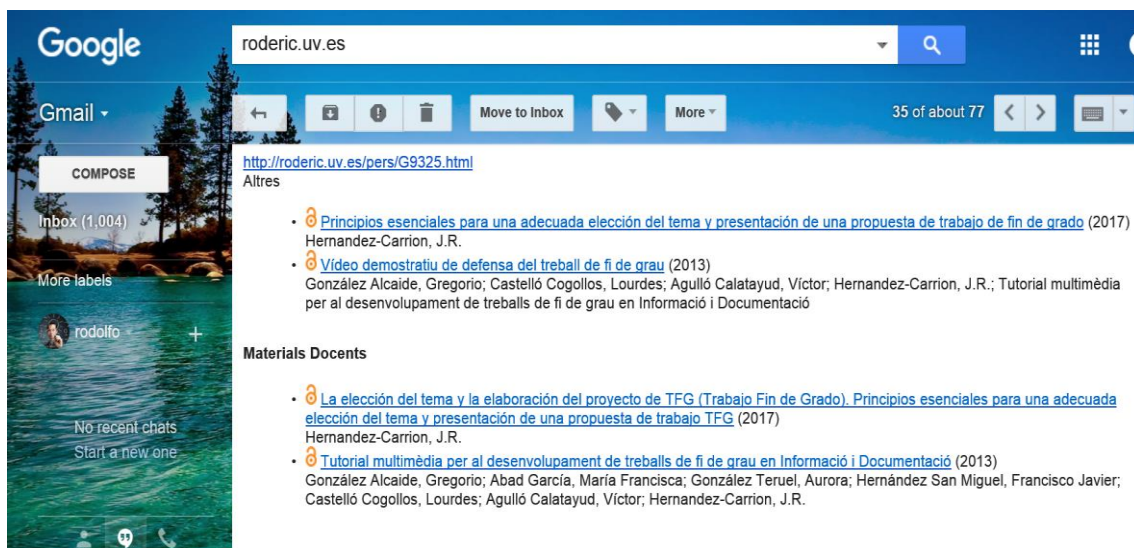 Google
roderic.uv.es
Gmail
Move to Inbox
More
35 of about 77
COMPOSE
Inbox (1,004)
More labels
rodolfo
No recent chats
Start a new one
http://roderic.uv.es/pers/G9325.html
Altres
Principios esenciales para una adecuada elección del tema y presentación de una propuesta de trabajo de fin de grado (2017)
Hernandez-Carrion, J.R.
Vídeo demostratiu de defensa del treball de fi de grau (2013)
González Alcaide, Gregorio; Castelló Cogollos, Lourdes; Agulló Calatayud, Víctor; Hernandez-Carrion, J.R.; Tutorial multimèdia
per al desenvolupament de treballs de fi de grau en Informació i Documentació
Materials Docents
La elección del tema y la elaboración del proyecto de TFG (Trabajo Fin de Grado). Principios esenciales para una adecuada
elección del tema y presentación de una propuesta de trabajo TFG (2017)
Hernandez-Carrion, J.R.
Tutorial multimèdia per al desenvolupament de treballs de fi de grau en Informació i Documentació (2013)
González Alcaide, Gregorio; Abad García, María Francisca; González Teruel, Aurora; Hernández San Miguel, Francisco Javier;
Castelló Cogollos, Lourdes; Agulló Calatayud, Víctor; Hernandez-Carrion, J.R.